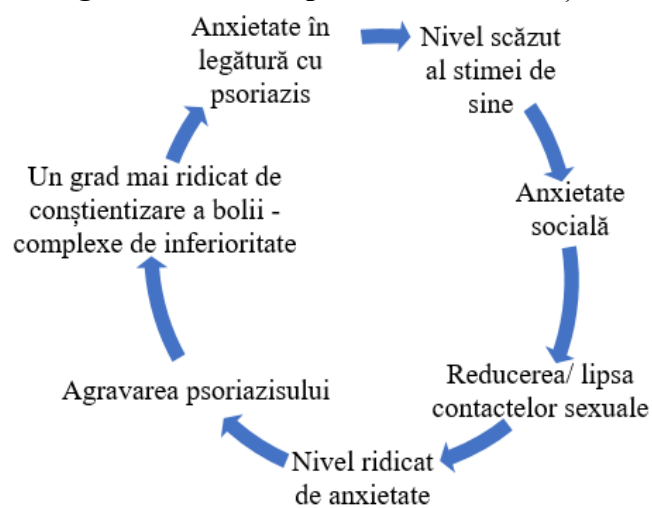 Anxietate în
legătură cu
psoriazis
Nivel scăzut
al stimei de
sine
Anxietate
socială
Reducerea/ lipsa
contactelor sexuale
Nivel ridicat
de anxietate
Agravarea psoriazisului
Un grad mai ridicat de
conștientizare a bolii -
complexe de inferioritate